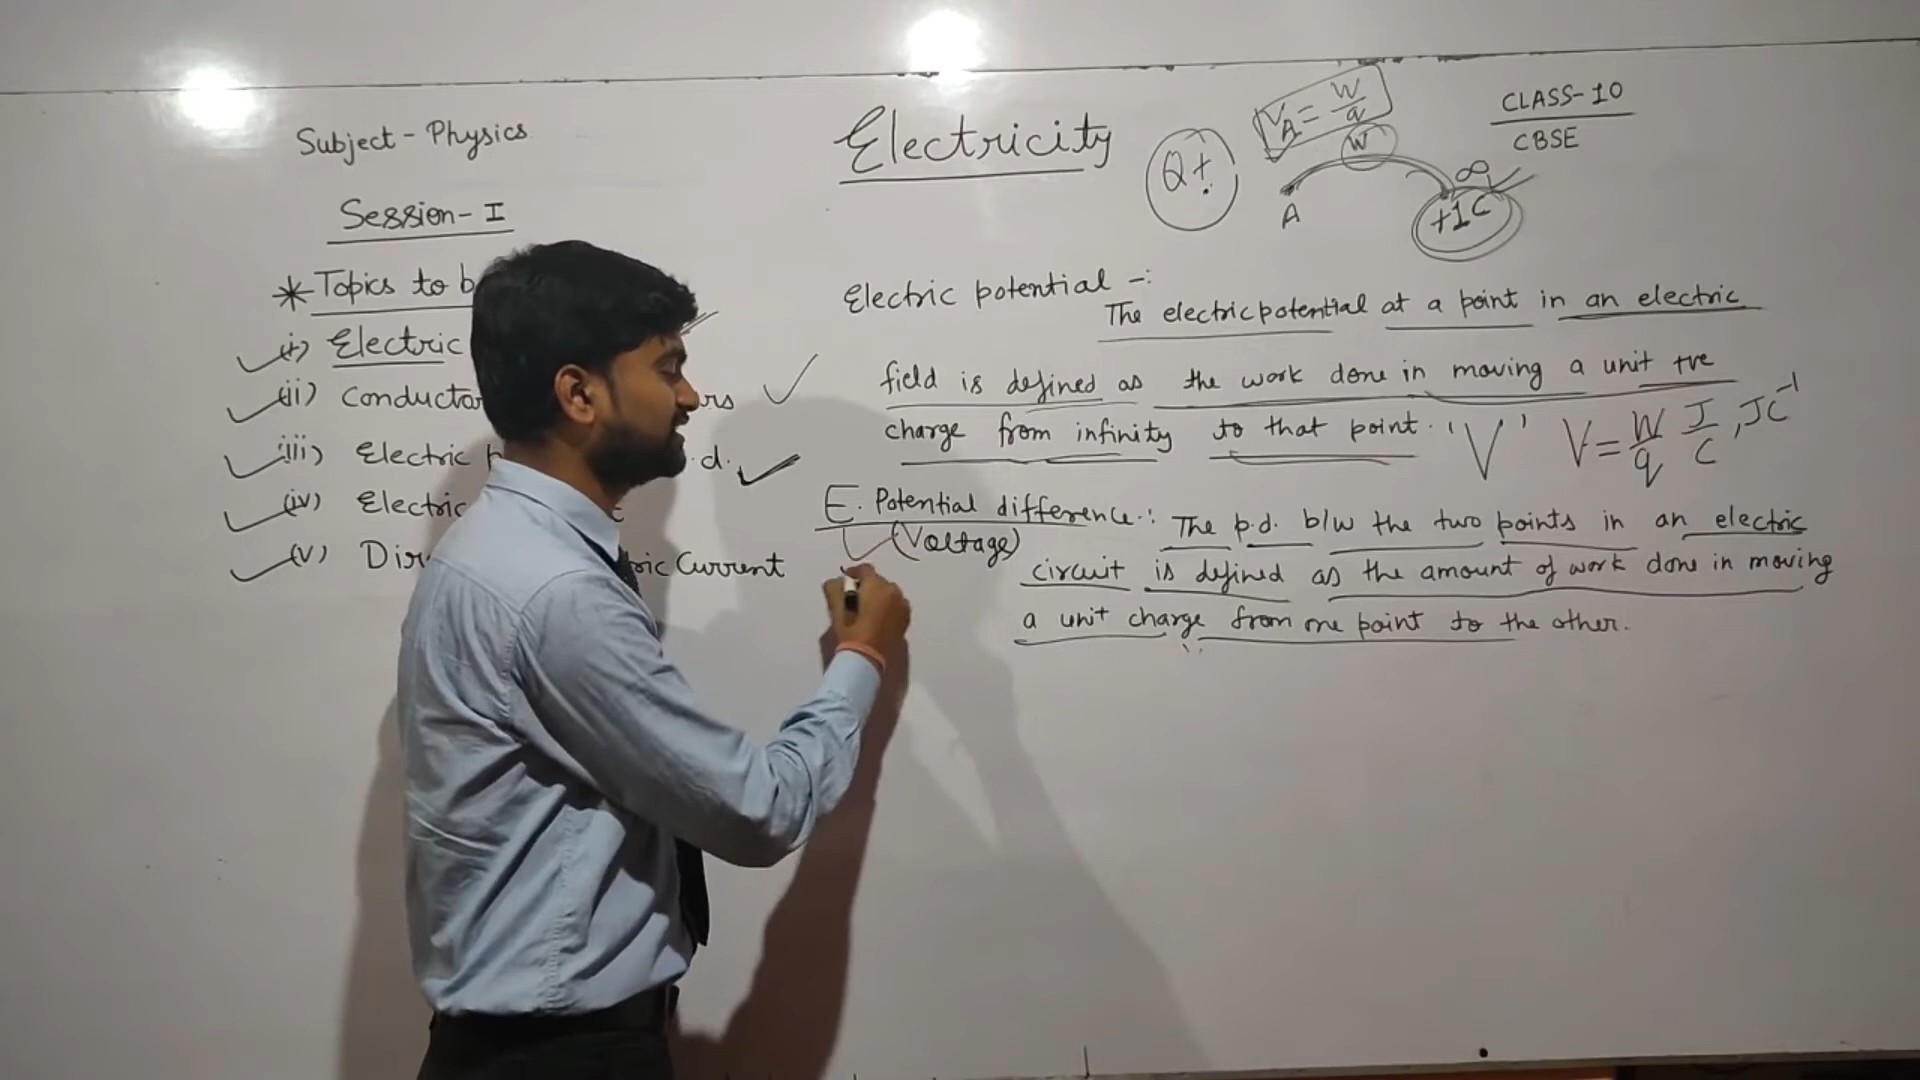 Subject - Physics
Session - I
* Topics to b
(i) Electric
(ii) Conductor rs
(iii) Electric p .d.
(iv) Electric
(v) Dir ric Current
Electricity
Q+
V_A = W/q
W
A
∞
+1C
CLASS-10
CBSE
Electric potential -:
The electric potential at a point in an electric
field is defined as the work done in moving a unit +ve
charge from infinity to that point. 'V' V = W/q J/C, JC⁻¹
E. Potential difference:: The p.d. b/w the two points in an electric
(Voltage)
circuit is defined as the amount of work done in moving
a unit charge from one point to the other.